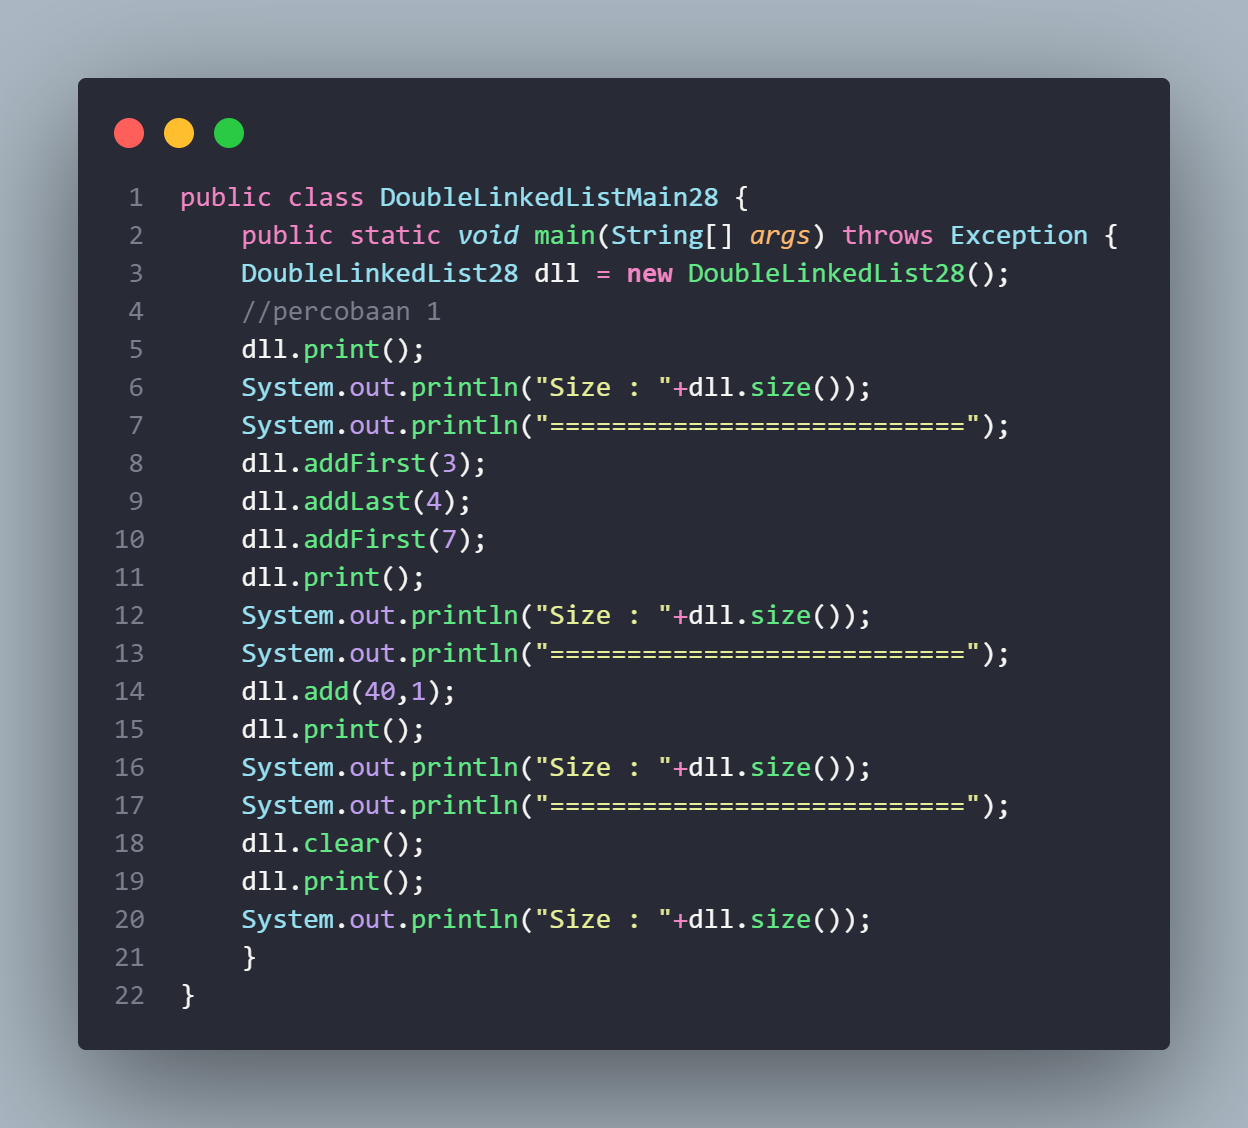 1 public class DoubleLinkedListMain28 {
2     public static void main(String[] args) throws Exception {
3     DoubleLinkedList28 dll = new DoubleLinkedList28();
4     //percobaan 1
5     dll.print();
6     System.out.println("Size : "+dll.size());
7     System.out.println("===========================");
8     dll.addFirst(3);
9     dll.addLast(4);
10     dll.addFirst(7);
11     dll.print();
12     System.out.println("Size : "+dll.size());
13     System.out.println("===========================");
14     dll.add(40,1);
15     dll.print();
16     System.out.println("Size : "+dll.size());
17     System.out.println("===========================");
18     dll.clear();
19     dll.print();
20     System.out.println("Size : "+dll.size());
21     }
22 }